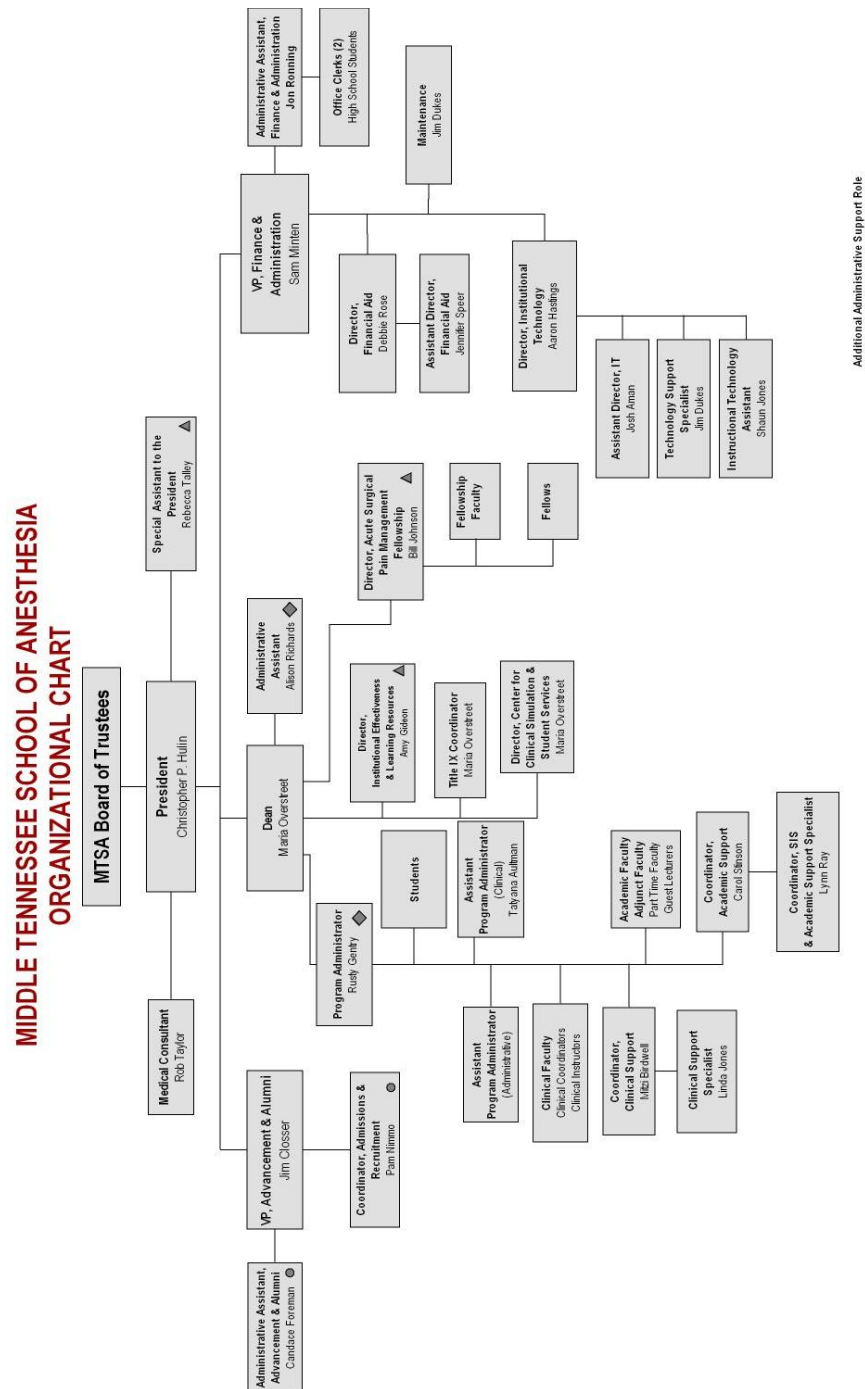 MIDDLE TENNESSEE SCHOOL OF ANESTHESIA
ORGANIZATIONAL CHART
MTSA Board of Trustees
President
Christopher P. Hulin
Medical Consultant
Rob Taylor
Special Assistant to the
President
Rebecca Talley
Administrative Assistant,
Advancement & Alumni
Candace Foreman
VP, Advancement & Alumni
Jim Closser
Coordinator, Admissions &
Recruitment
Pam Nimmo
Dean
Maria Overstreet
Administrative
Assistant
Alison Richards
Program Administrator
Rusty Gentry
Students
Assistant
Program Administrator
(Clinical)
Tatyana Aultman
Assistant
Program Administrator
(Administrative)
Clinical Faculty
Clinical Coordinators
Clinical Instructors
Coordinator,
Clinical Support
Mitzi Birdwell
Clinical Support
Specialist
Linda Jones
Academic Faculty
Adjunct Faculty
Part Time Faculty
Guest Lecturers
Coordinator,
Academic Support
Carol Stinson
Coordinator, SIS
& Academic Support Specialist
Lynn Ray
Director,
Institutional Effectiveness
& Learning Resources
Amy Gideon
Title IX Coordinator
Maria Overstreet
Director, Center for
Clinical Simulation &
Student Services
Maria Overstreet
Director, Acute Surgical
Pain Management
Fellowship
Bill Johnson
Fellowship
Faculty
Fellows
VP, Finance &
Administration
Sam Minten
Administrative Assistant,
Finance & Administration
Jon Ronning
Office Clerks (2)
High School Students
Maintenance
Jim Dukes
Director,
Financial Aid
Debbie Rose
Assistant Director,
Financial Aid
Jennifer Speer
Director, Institutional
Technology
Aaron Hastings
Assistant Director, IT
Josh Aman
Technology Support
Specialist
Jim Dukes
Instructional Technology
Assistant
Shaun Jones
Additional Administrative Support Role